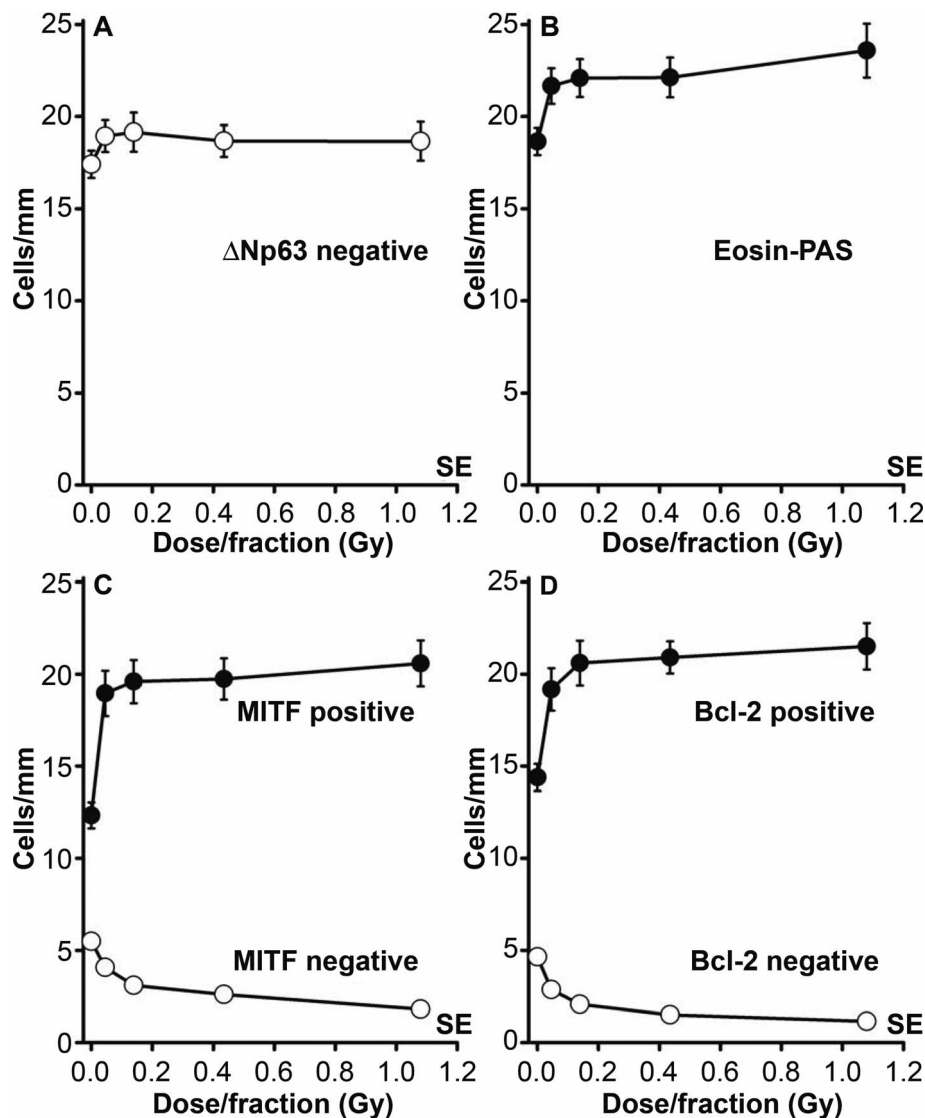 A
25
20
15
10
5
0
Cells/mm
ΔNp63 negative
SE
0.0 0.2 0.4 0.6 0.8 1.0 1.2
Dose/fraction (Gy)
B
25
20
15
10
5
0
Cells/mm
Eosin-PAS
SE
0.0 0.2 0.4 0.6 0.8 1.0 1.2
Dose/fraction (Gy)
C
25
20
15
10
5
0
Cells/mm
MITF positive
MITF negative
SE
0.0 0.2 0.4 0.6 0.8 1.0 1.2
Dose/fraction (Gy)
D
25
20
15
10
5
0
Cells/mm
Bcl-2 positive
Bcl-2 negative
SE
0.0 0.2 0.4 0.6 0.8 1.0 1.2
Dose/fraction (Gy)